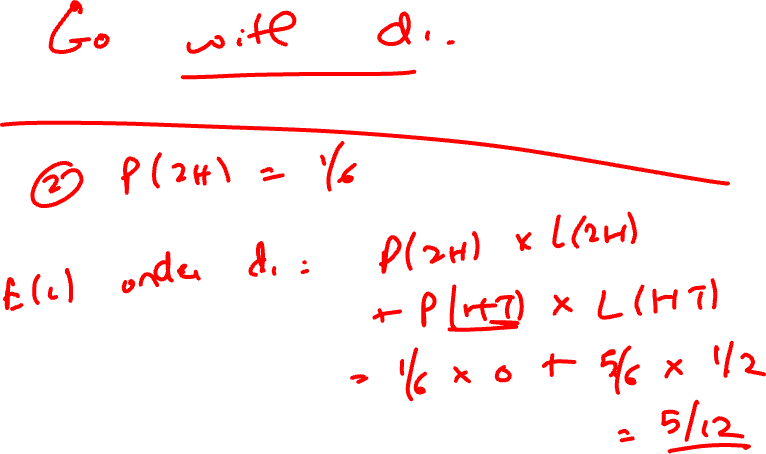 Go with d1.
② P(2H) = 1/6
E(L) under d1: P(2H) x L(2H)
+ P(HT) x L(HT)
= 1/6 x 0 + 5/6 x 1/2
= 5/12